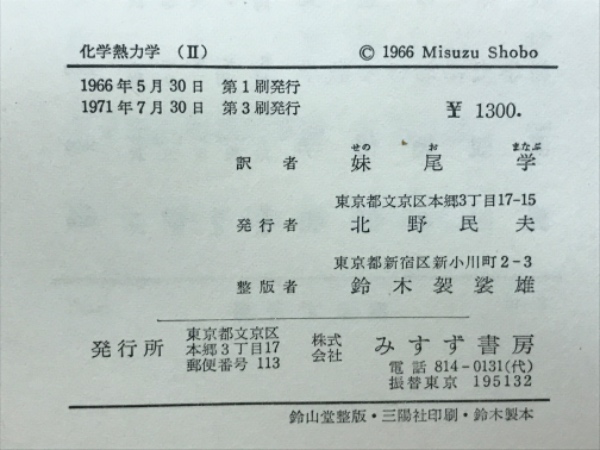 化学熱力学 (Ⅱ) © 1966 Misuzu Shobo
1966年5月30日 第1刷発行
1971年7月30日 第3刷発行
¥ 1300.
せの お まなぶ
訳者 妹尾 学
東京都文京区本郷3丁目17-15
発行者 北野民夫
東京都新宿区新小川町2-3
整版者 鈴木袈裟雄
発行所
東京都文京区
本郷3丁目17
郵便番号 113
株式
会社
みすず書房
電話 814-0131(代)
振替東京 195132
鈴山堂整版・三陽社印刷・鈴木製本